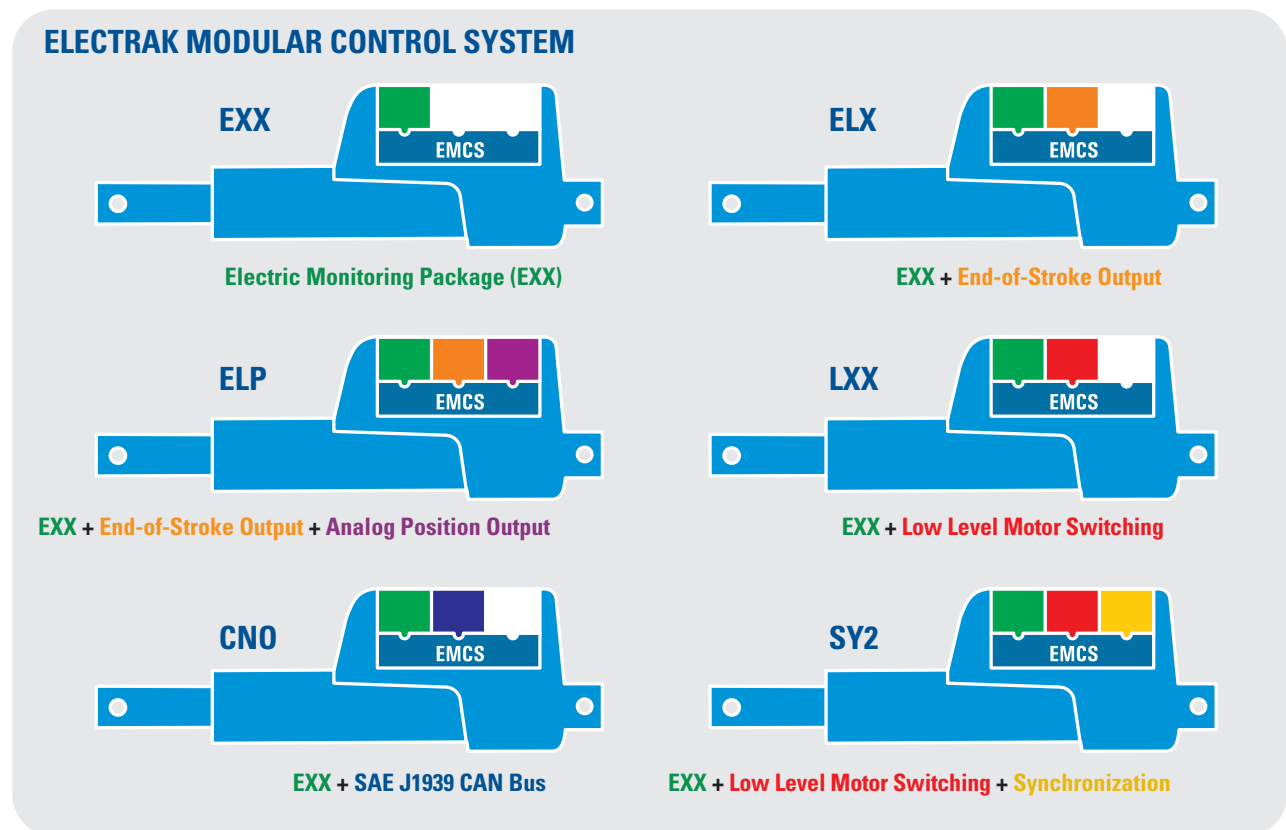 ELECTRAK MODULAR CONTROL SYSTEM
EXX
EMCS
Electric Monitoring Package (EXX)
ELX
EMCS
EXX + End-of-Stroke Output
ELP
EMCS
EXX + End-of-Stroke Output + Analog Position Output
LXX
EMCS
EXX + Low Level Motor Switching
CNO
EMCS
EXX + SAE J1939 CAN Bus
SY2
EMCS
EXX + Low Level Motor Switching + Synchronization